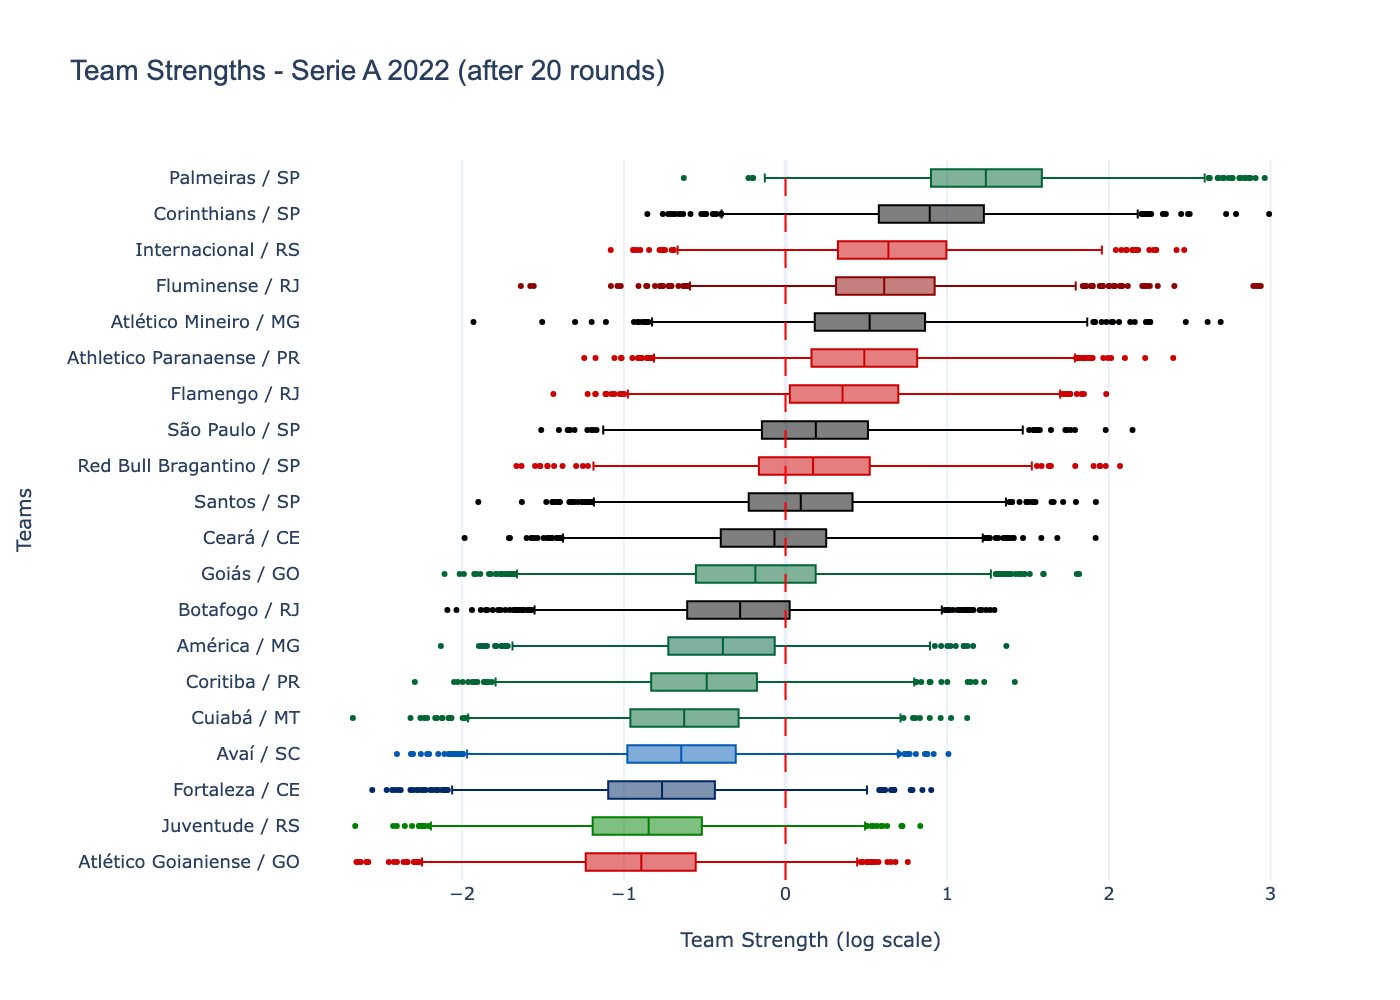 Team Strengths - Serie A 2022 (after 20 rounds)
Palmeiras / SP
Corinthians / SP
Internacional / RS
Fluminense / RJ
Atlético Mineiro / MG
Athletico Paranaense / PR
Flamengo / RJ
São Paulo / SP
Red Bull Bragantino / SP
Santos / SP
Ceará / CE
Goiás / GO
Botafogo / RJ
América / MG
Coritiba / PR
Cuiabá / MT
Avaí / SC
Fortaleza / CE
Juventude / RS
Atlético Goianiense / GO
Teams
−2 −1 0 1 2 3
Team Strength (log scale)